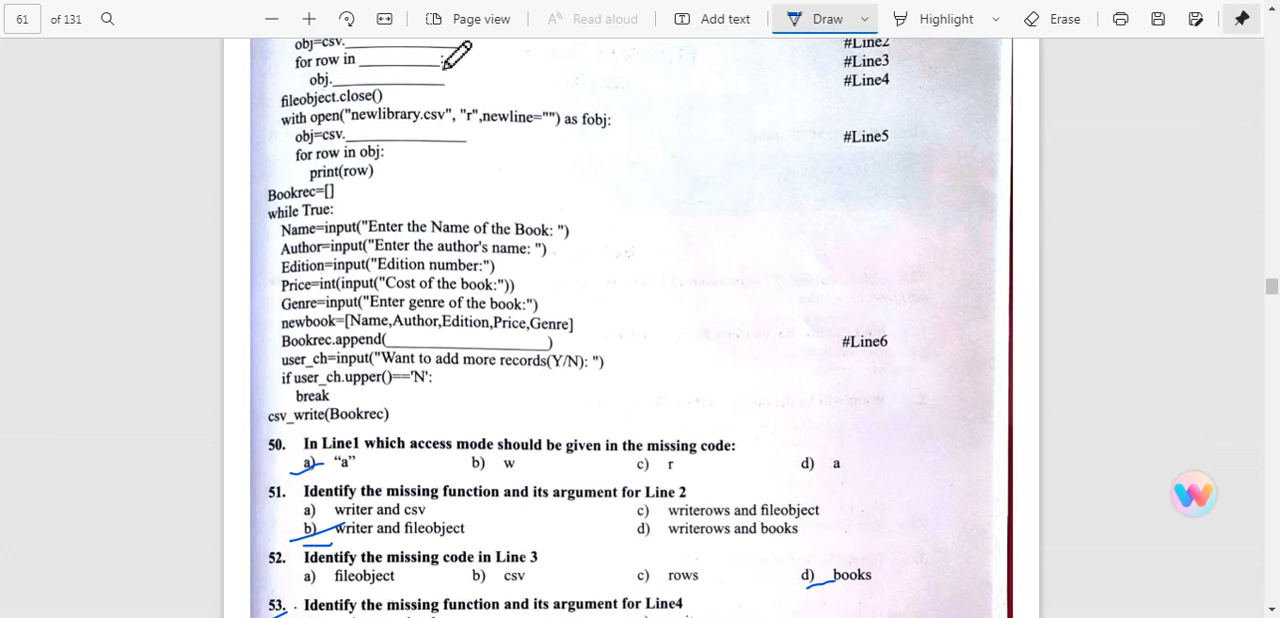 61 of 131 Page view Read aloud Add text Draw Highlight Erase
obj=csv.____________ #Line2
for row in __________: #Line3
obj.______________ #Line4
fileobject.close()
with open("newlibrary.csv", "r",newline="") as fobj:
obj=csv.______________ #Line5
for row in obj:
print(row)
Bookrec=[]
while True:
Name=input("Enter the Name of the Book: ")
Author=input("Enter the author's name: ")
Edition=input("Edition number:")
Price=int(input("Cost of the book:"))
Genre=input("Enter genre of the book:")
newbook=[Name,Author,Edition,Price,Genre]
Bookrec.append(____________________) #Line6
user_ch=input("Want to add more records(Y/N): ")
if user_ch.upper()=='N':
break
csv_write(Bookrec)
50. In Line1 which access mode should be given in the missing code:
a) "a" b) w c) r d) a
51. Identify the missing function and its argument for Line 2
a) writer and csv c) writerows and fileobject
b) writer and fileobject d) writerows and books
52. Identify the missing code in Line 3
a) fileobject b) csv c) rows d) books
53. Identify the missing function and its argument for Line4